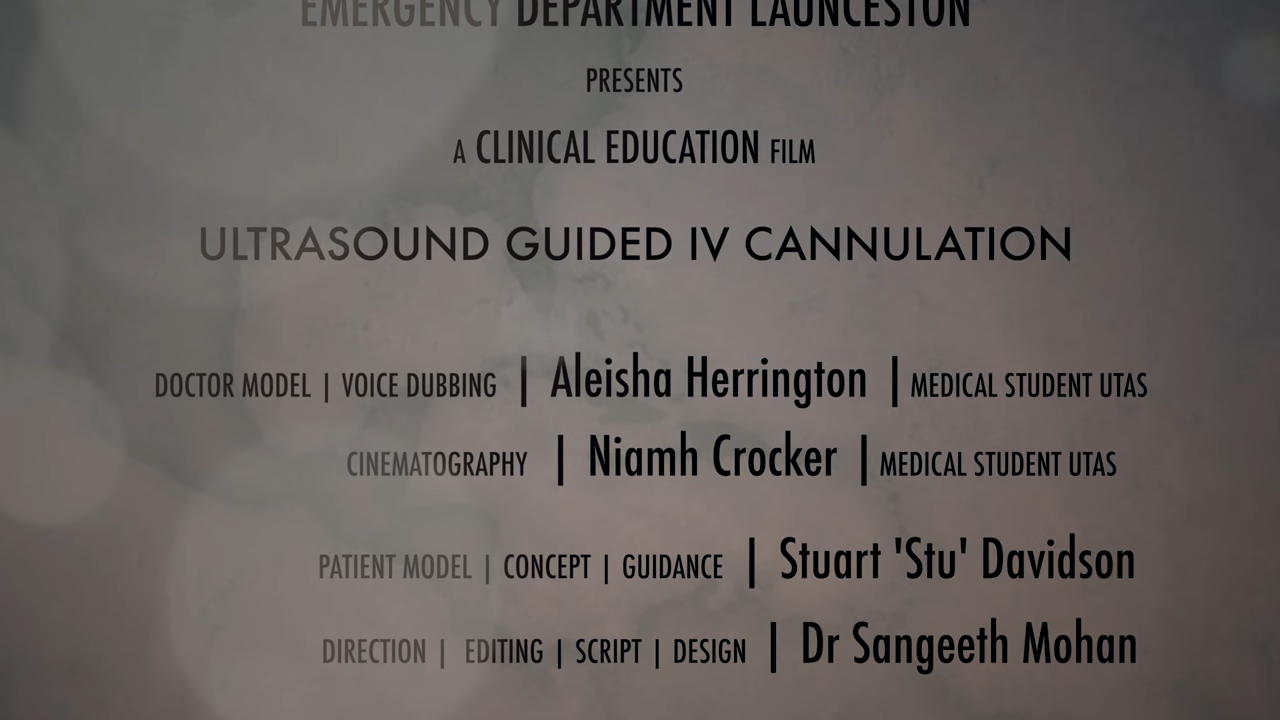 EMERGENCY DEPARTMENT LAUNCESTON
PRESENTS
A CLINICAL EDUCATION FILM
ULTRASOUND GUIDED IV CANNULATION
DOCTOR MODEL | VOICE DUBBING | Aleisha Herrington | MEDICAL STUDENT UTAS
CINEMATOGRAPHY | Niamh Crocker | MEDICAL STUDENT UTAS
PATIENT MODEL | CONCEPT | GUIDANCE | Stuart 'Stu' Davidson
DIRECTION | EDITING | SCRIPT | DESIGN | Dr Sangeeth Mohan